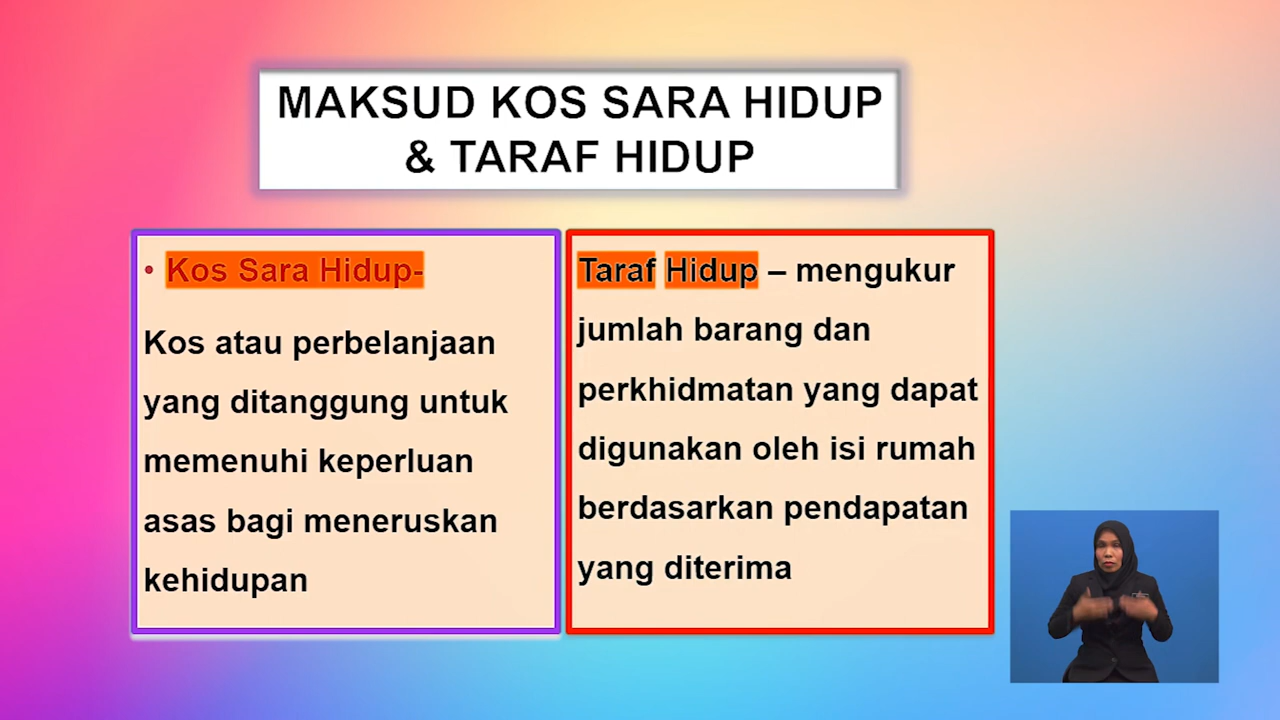 MAKSUD KOS SARA HIDUP
& TARAF HIDUP
• Kos Sara Hidup-
Kos atau perbelanjaan
yang ditanggung untuk
memenuhi keperluan
asas bagi meneruskan
kehidupan
Taraf Hidup – mengukur
jumlah barang dan
perkhidmatan yang dapat
digunakan oleh isi rumah
berdasarkan pendapatan
yang diterima